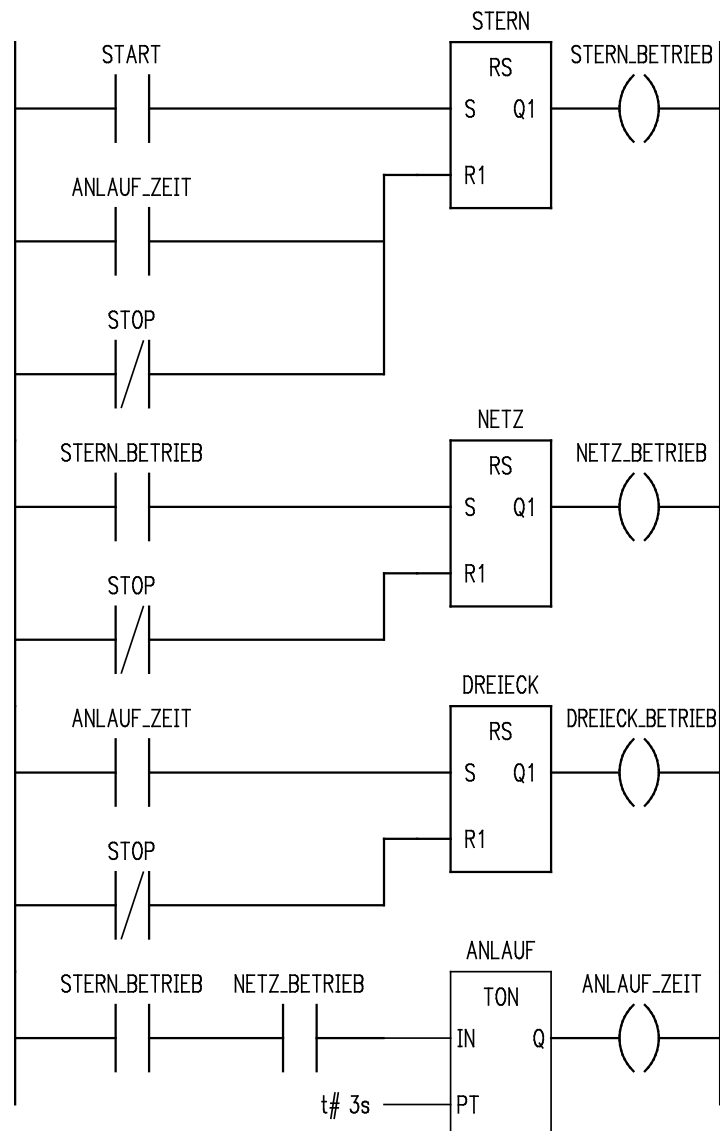 STERN
START
RS
STERN_BETRIEB
S Q1
R1
ANLAUF_ZEIT
STOP
NETZ
STERN_BETRIEB
RS
NETZ_BETRIEB
S Q1
R1
STOP
DREIECK
ANLAUF_ZEIT
RS
DREIECK_BETRIEB
S Q1
R1
STOP
ANLAUF
STERN_BETRIEB
NETZ_BETRIEB
TON
ANLAUF_ZEIT
IN Q
t# 3s
PT